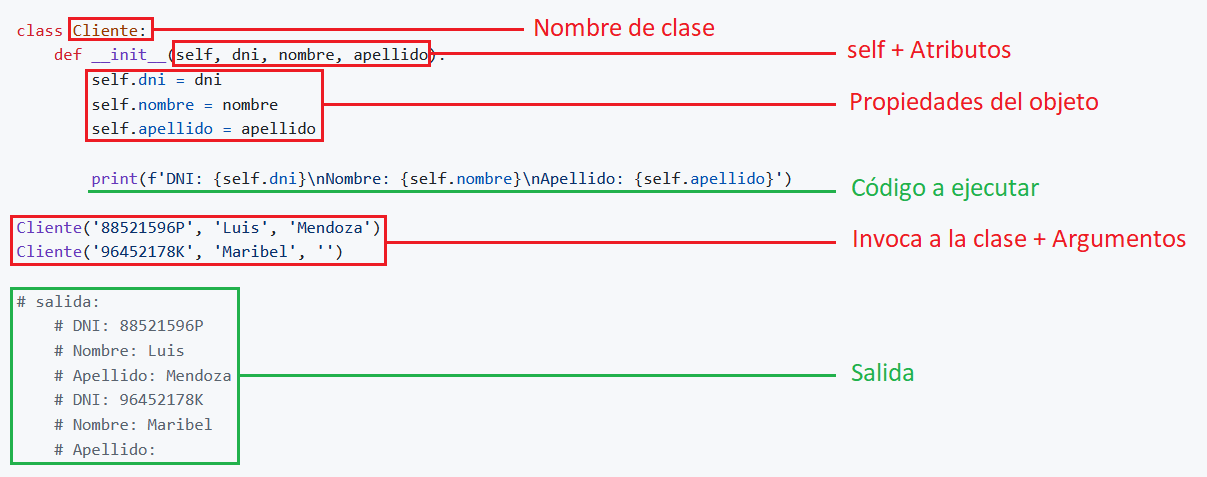 class Cliente: Nombre de clase
def __init__(self, dni, nombre, apellido): self + Atributos
self.dni = dni
self.nombre = nombre Propiedades del objeto
self.apellido = apellido
print(f'DNI: {self.dni}\nNombre: {self.nombre}\nApellido: {self.apellido}') Código a ejecutar
Cliente('88521596P', 'Luis', 'Mendoza')
Cliente('96452178K', 'Maribel', '') Invoca a la clase + Argumentos
# salida:
# DNI: 88521596P
# Nombre: Luis
# Apellido: Mendoza Salida
# DNI: 96452178K
# Nombre: Maribel
# Apellido: